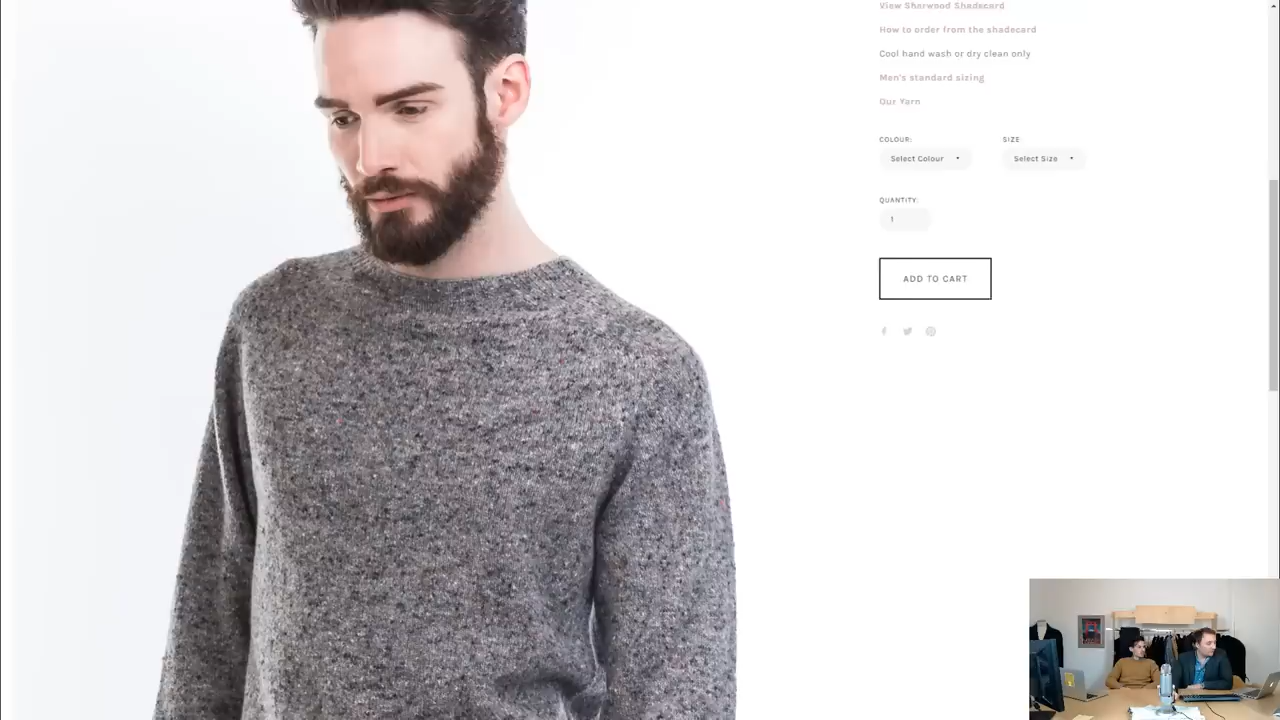 View Sherwood Shadecard
How to order from the shadecard
Cool hand wash or dry clean only
Men's standard sizing
Our Yarn
COLOUR:
SIZE
Select Colour
Select Size
QUANTITY:
1
ADD TO CART